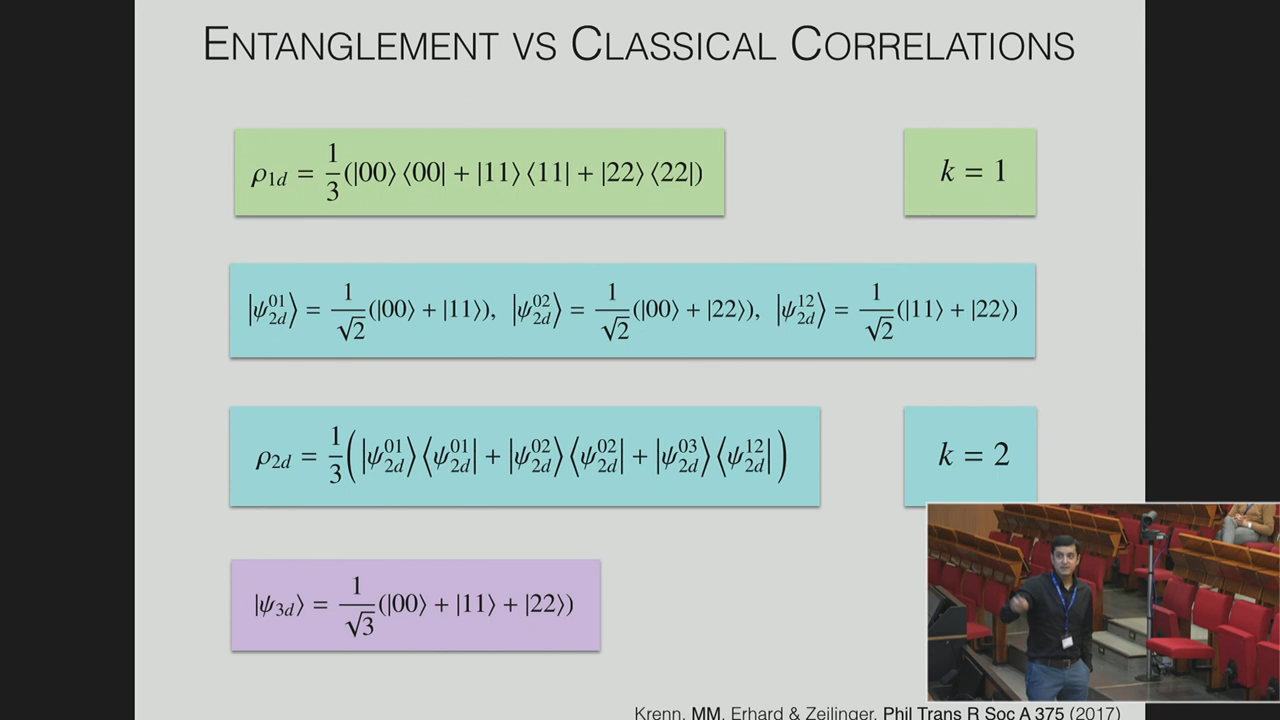 ENTANGLEMENT VS CLASSICAL CORRELATIONS
ρ1d = 1/3 (|00⟩ ⟨00| + |11⟩ ⟨11| + |22⟩ ⟨22|)
k = 1
|ψ2d^01⟩ = 1/√2 (|00⟩ + |11⟩), |ψ2d^02⟩ = 1/√2 (|00⟩ + |22⟩), |ψ2d^12⟩ = 1/√2 (|11⟩ + |22⟩)
ρ2d = 1/3 ( |ψ2d^01⟩ ⟨ψ2d^01| + |ψ2d^02⟩ ⟨ψ2d^02| + |ψ2d^03⟩ ⟨ψ2d^12| )
k = 2
|ψ3d⟩ = 1/√3 (|00⟩ + |11⟩ + |22⟩)
Krenn, MM, Erhard & Zeilinger, Phil Trans R Soc A 375 (2017)